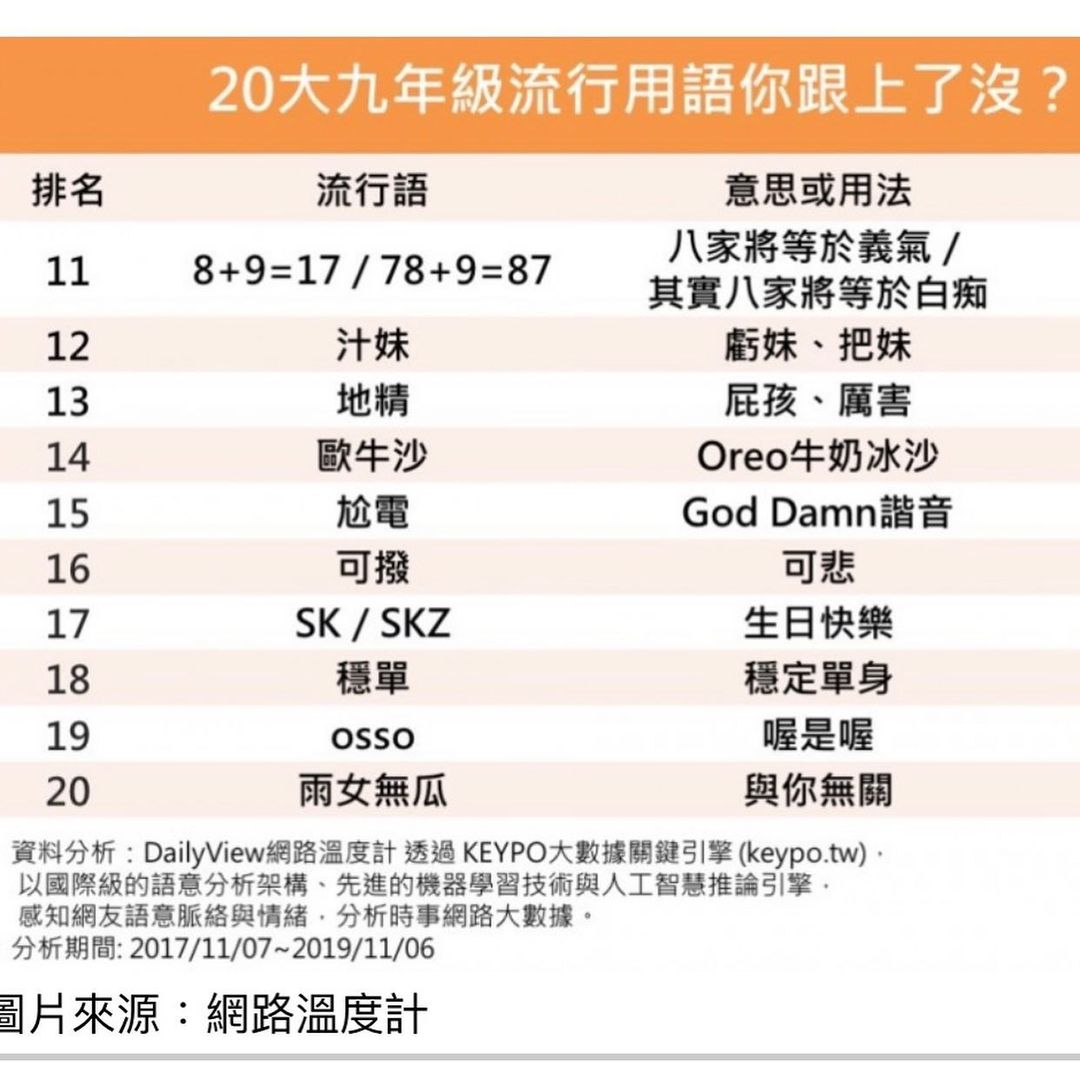 20大九年級流行用語你跟上了沒？
排名 流行語 意思或用法
11 8+9=17 / 78+9=87 八家將等於義氣 / 其實八家將等於白痴
12 汁妹 虧妹、把妹
13 地精 屁孩、厲害
14 歐牛沙 Oreo牛奶冰沙
15 尬電 God Damn諧音
16 可撥 可悲
17 SK / SKZ 生日快樂
18 穩單 穩定單身
19 osso 喔是喔
20 雨女無瓜 與你無關
資料分析：DailyView網路溫度計 透過 KEYPO大數據關鍵引擎 (keypo.tw)，
以國際級的語意分析架構、先進的機器學習技術與人工智慧推論引擎，
感知網友語意脈絡與情緒，分析時事網路大數據。
分析期間: 2017/11/07~2019/11/06
圖片來源：網路溫度計